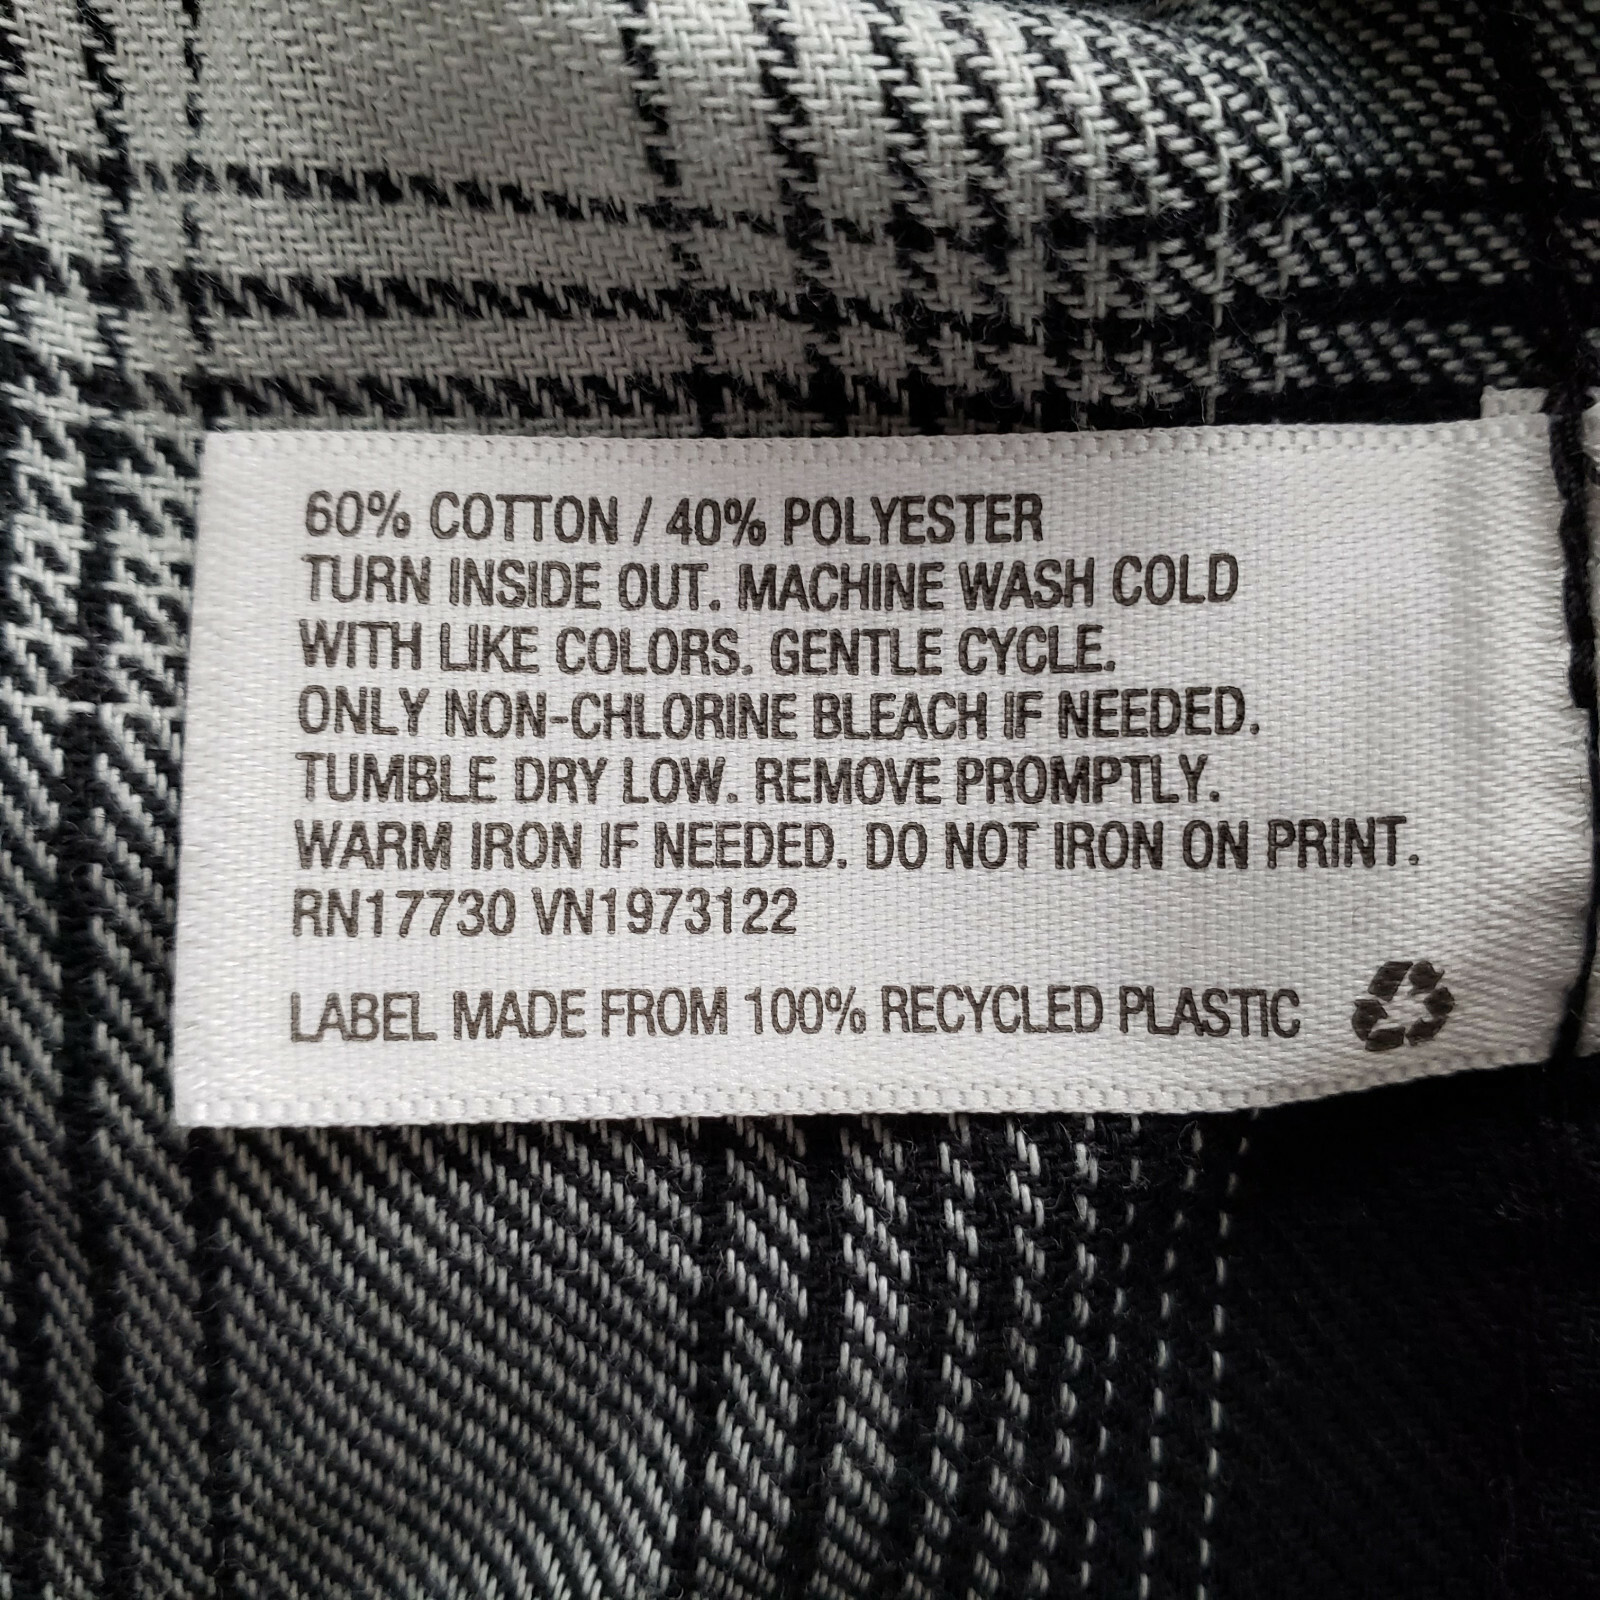 60% COTTON / 40% POLYESTER
TURN INSIDE OUT. MACHINE WASH COLD
WITH LIKE COLORS. GENTLE CYCLE.
ONLY NON-CHLORINE BLEACH IF NEEDED.
TUMBLE DRY LOW. REMOVE PROMPTLY.
WARM IRON IF NEEDED. DO NOT IRON ON PRINT.
RN17730 VN1973122
LABEL MADE FROM 100% RECYCLED PLASTIC